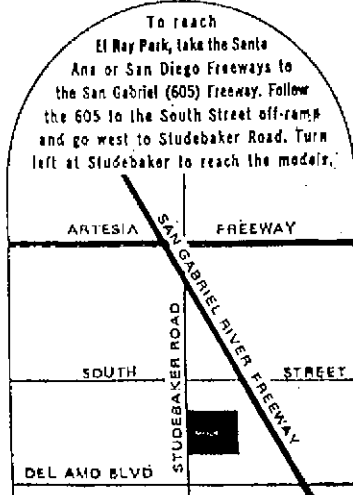 To reach
El Ray Park, take the Santa
Ana or San Diego Freeways to
the San Gabriel (605) Freeway. Follow
the 605 to the South Street off-ramp
and go west to Studebaker Road. Turn
left at Studebaker to reach the models.
ARTESIA FREEWAY
SAN GABRIEL RIVER FREEWAY
SOUTH STREET
STUDEBAKER ROAD
DEL AMO BLVD